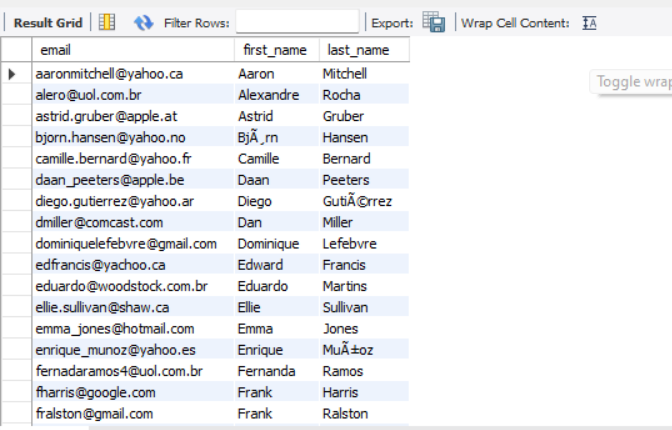 Result Grid Filter Rows: Export: Wrap Cell Content: IA
Toggle wrap
email first_name last_name
aaronmitchell@yahoo.ca Aaron Mitchell
alero@uol.com.br Alexandre Rocha
astrid.gruber@apple.at Astrid Gruber
bjorn.hansen@yahoo.no BjÃ¸rn Hansen
camille.bernard@yahoo.fr Camille Bernard
daan_peeters@apple.be Daan Peeters
diego.gutierrez@yahoo.ar Diego GutiÃ©rrez
dmiller@comcast.com Dan Miller
dominiquelefebvre@gmail.com Dominique Lefebvre
edfrancis@yachoo.ca Edward Francis
eduardo@woodstock.com.br Eduardo Martins
ellie.sullivan@shaw.ca Ellie Sullivan
emma_jones@hotmail.com Emma Jones
enrique_munoz@yahoo.es Enrique MuÃ±oz
fernadaramos4@uol.com.br Fernanda Ramos
fharris@google.com Frank Harris
fralston@gmail.com Frank Ralston